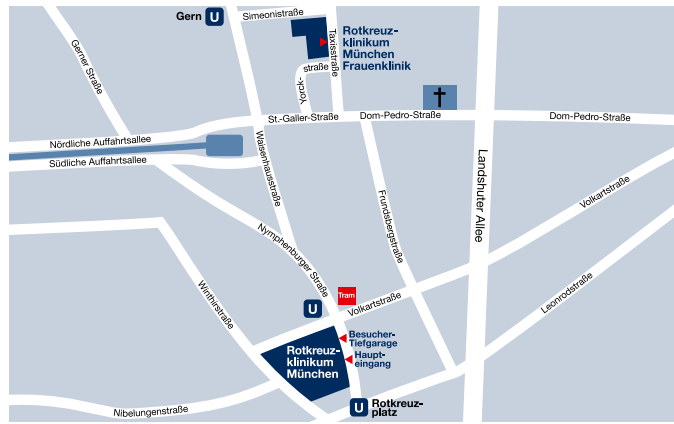 Gern U
Simeonistraße
Gerner Straße
Rotkreuz-
klinikum
München
Frauenklinik
Taxisstraße
Yorck-
straße
St.-Galler-Straße
Dom-Pedro-Straße
Dom-Pedro-Straße
Nördliche Auffahrtsallee
Südliche Auffahrtsallee
Waisenhausstraße
Landshuter Allee
Frundsbergstraße
Volkartstraße
Nymphenburger Straße
Winthirstraße
Tram
U
Volkartstraße
Leonrodstraße
Besucher-
Tiefgarage
Haupt-
eingang
Rotkreuz-
klinikum
München
Nibelungenstraße
U Rotkreuz-
platz